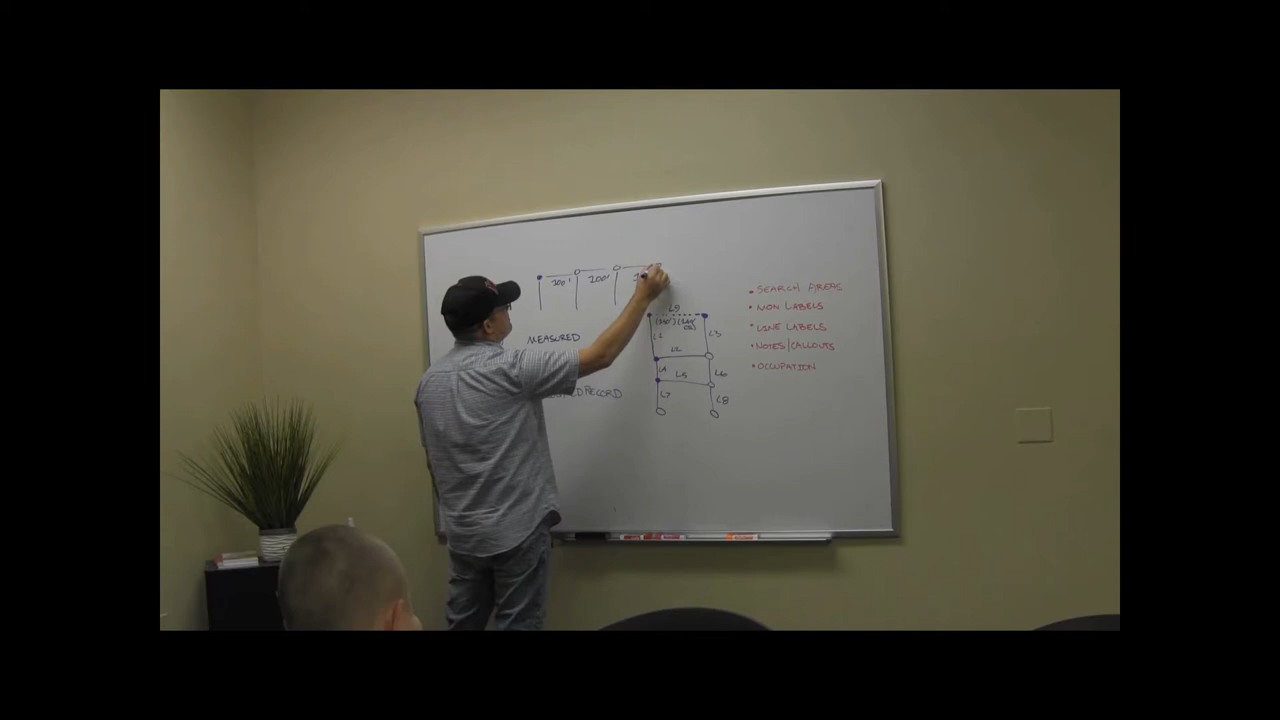 200' 200'
L9
L1 L3
MEASURED
L2
L4 L5 L6
RECORD
L7 L8
• SEARCH AREAS
• MON LABELS
• LINE LABELS
• NOTES/CALLOUTS
• OCCUPATION